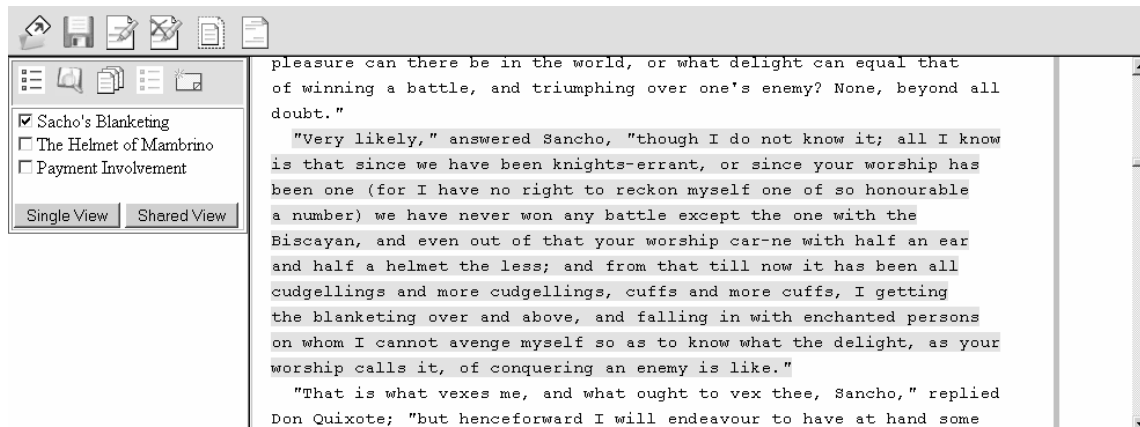 Sacho's Blanketing
The Helmet of Mambrino
Payment Involvement
Single View Shared View
pleasure can there be in the world, or what delight can equal that
of winning a battle, and triumphing over one's enemy? None, beyond all
doubt."
"Very likely," answered Sancho, "though I do not know it; all I know
is that since we have been knights-errant, or since your worship has
been one (for I have no right to reckon myself one of so honourable
a number) we have never won any battle except the one with the
Biscayan, and even out of that your worship car-ne with half an ear
and half a helmet the less; and from that till now it has been all
cudgellings and more cudgellings, cuffs and more cuffs, I getting
the blanketing over and above, and falling in with enchanted persons
on whom I cannot avenge myself so as to know what the delight, as your
worship calls it, of conquering an enemy is like."
"That is what vexes me, and what ought to vex thee, Sancho," replied
Don Quixote; "but henceforward I will endeavour to have at hand some